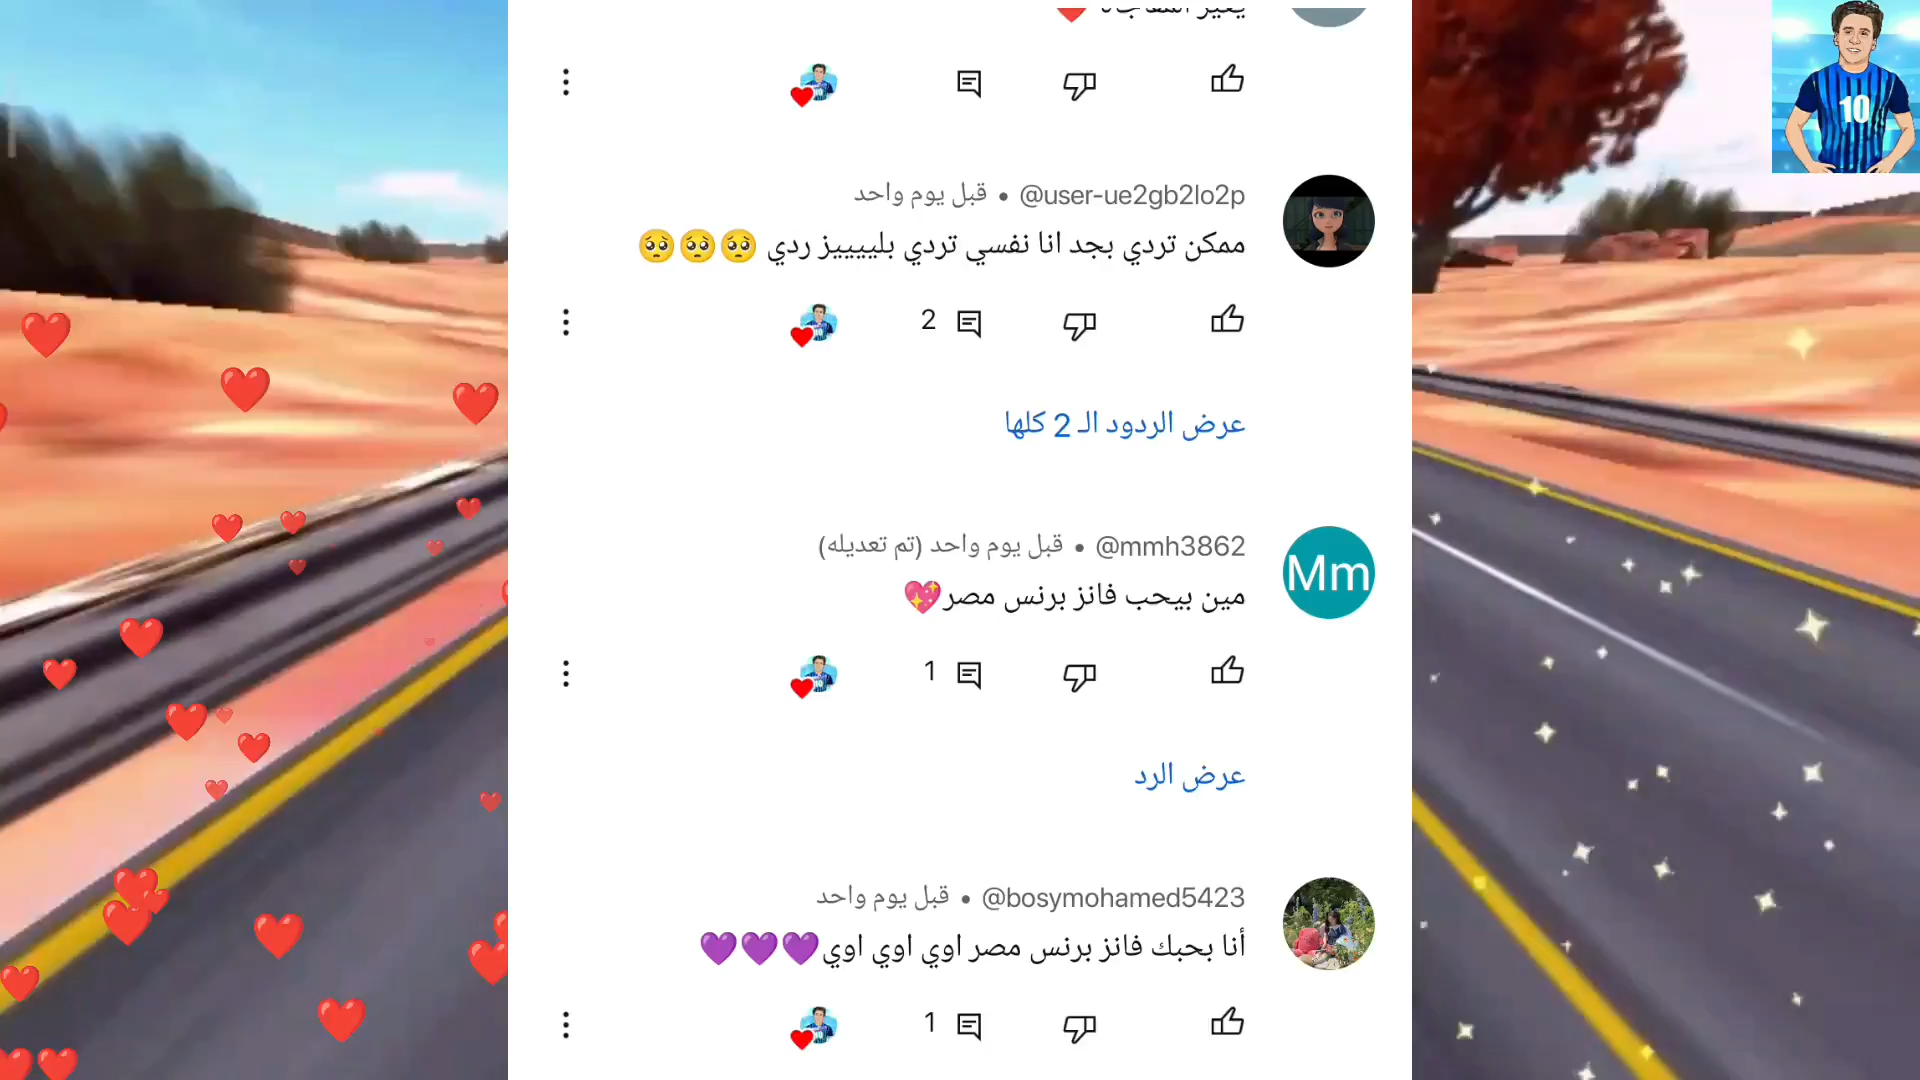 10
@user-ue2gb2lo2p • قبل يوم واحد
ممكن تردي بجد انا نفسي تردي بلييييز ردي 🥺🥺🥺
2
عرض الردود الـ 2 كلها
Mm
@mmh3862 • قبل يوم واحد (تم تعديله)
مين بيحب فانز برنس مصر💖
1
عرض الرد
@bosymohamed5423 • قبل يوم واحد
أنا بحبك فانز برنس مصر اوي اوي اوي💜💜💜
1